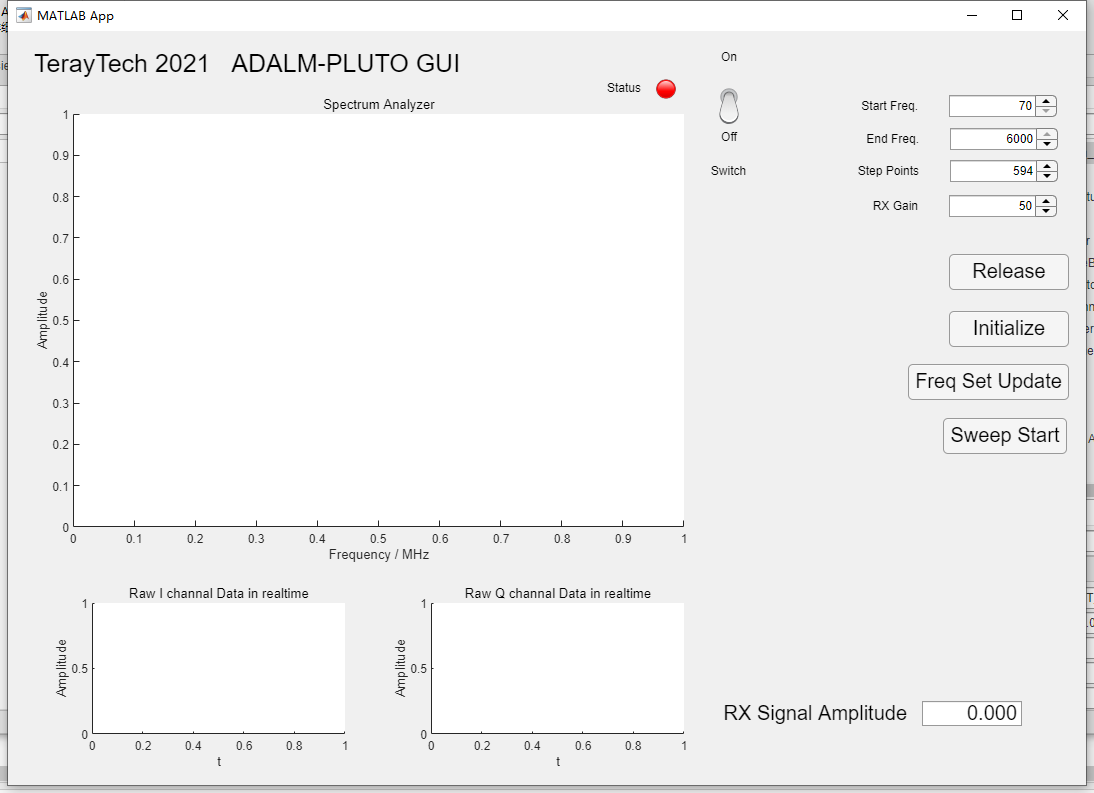 MATLAB App
TerayTech 2021 ADALM-PLUTO GUI
Status
On
Off
Switch
Start Freq.
70
End Freq.
6000
Step Points
594
RX Gain
50
Release
Initialize
Freq Set Update
Sweep Start
Spectrum Analyzer
Amplitude
1
0.9
0.8
0.7
0.6
0.5
0.4
0.3
0.2
0.1
0
0 0.1 0.2 0.3 0.4 0.5 0.6 0.7 0.8 0.9 1
Frequency / MHz
Raw I channal Data in realtime
Amplitude
1
0.5
0
0 0.2 0.4 0.6 0.8 1
t
Raw Q channal Data in realtime
Amplitude
1
0.5
0
0 0.2 0.4 0.6 0.8 1
t
RX Signal Amplitude
0.000